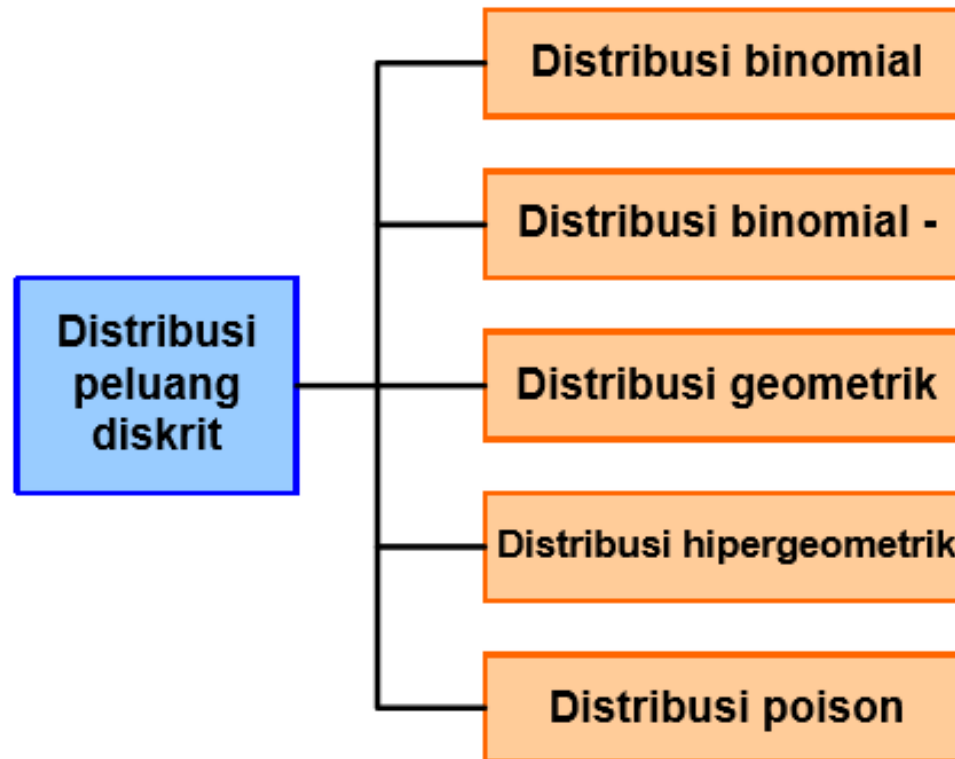 Distribusi binomial
Distribusi binomial -
Distribusi
peluang
diskrit
Distribusi geometrik
Distribusi hipergeometrik
Distribusi poison